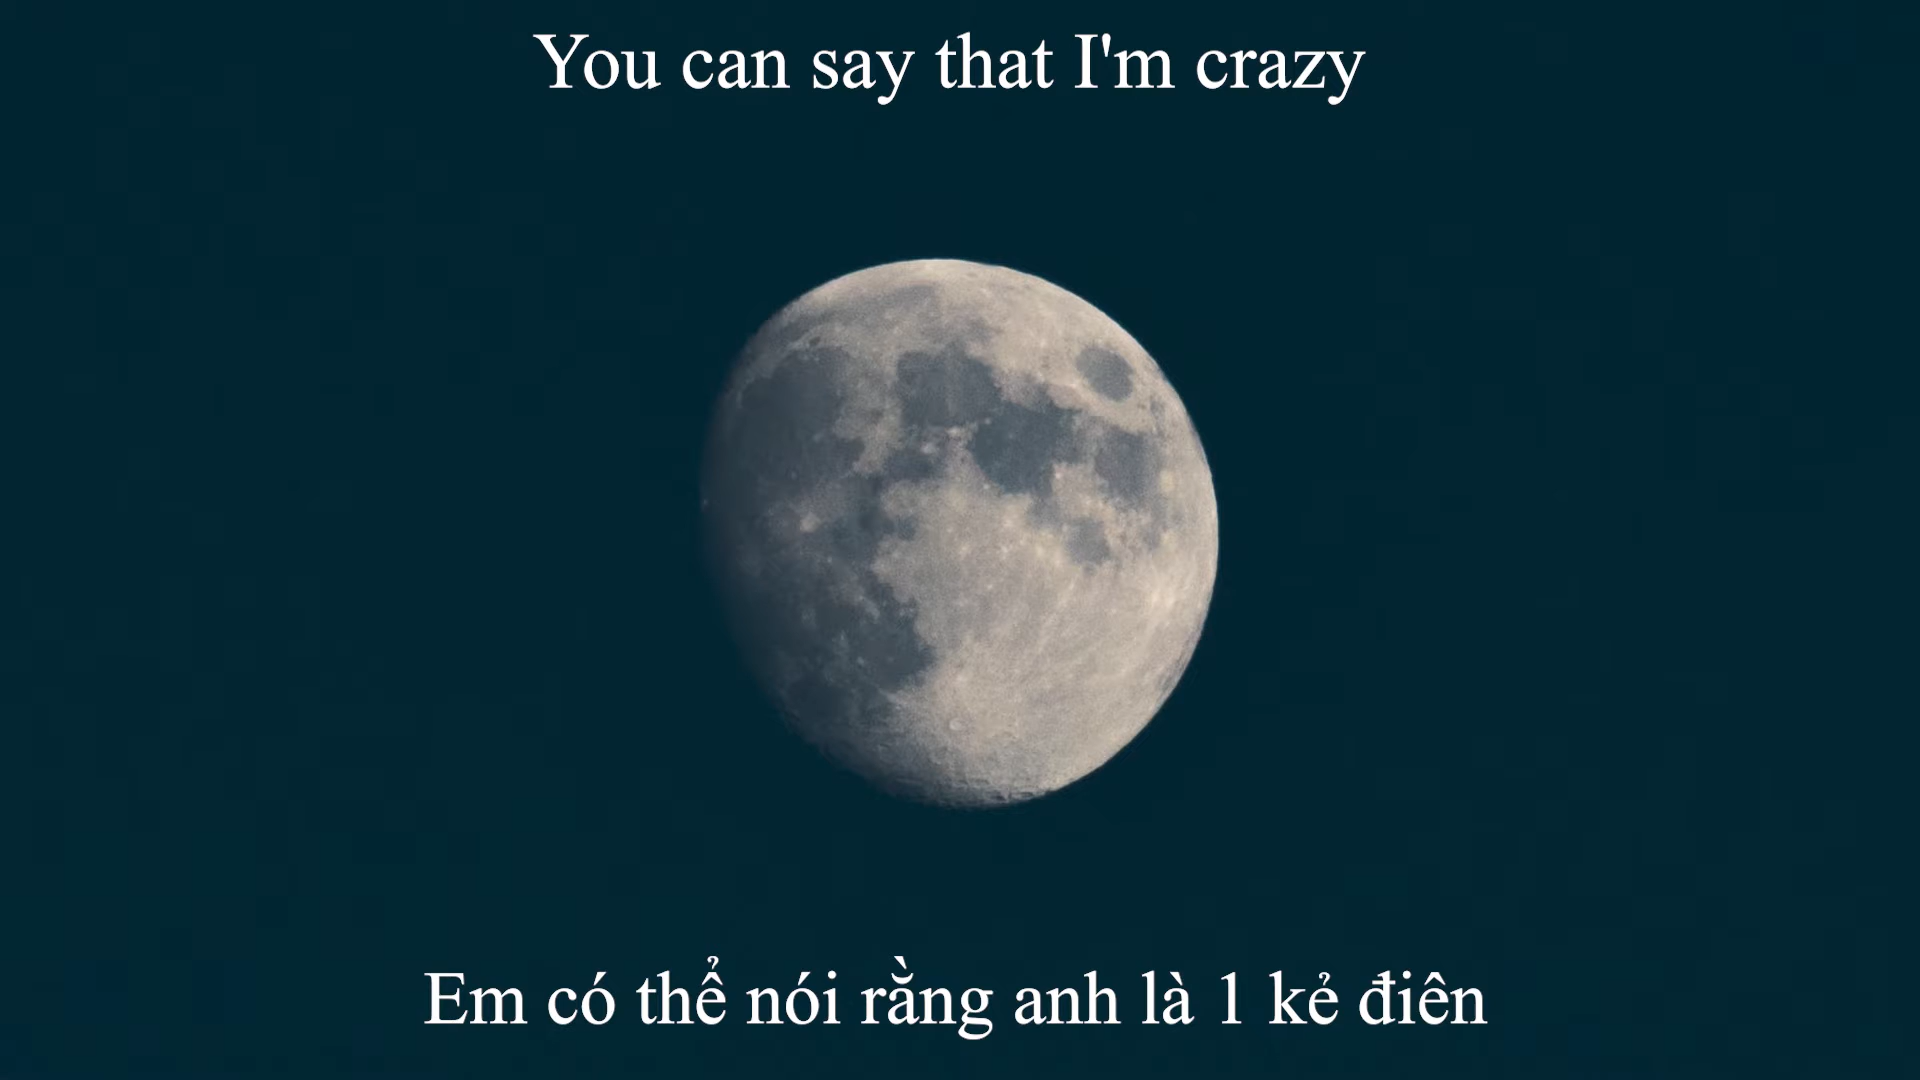 You can say that I'm crazy
Em có thể nói rằng anh là 1 kẻ điên